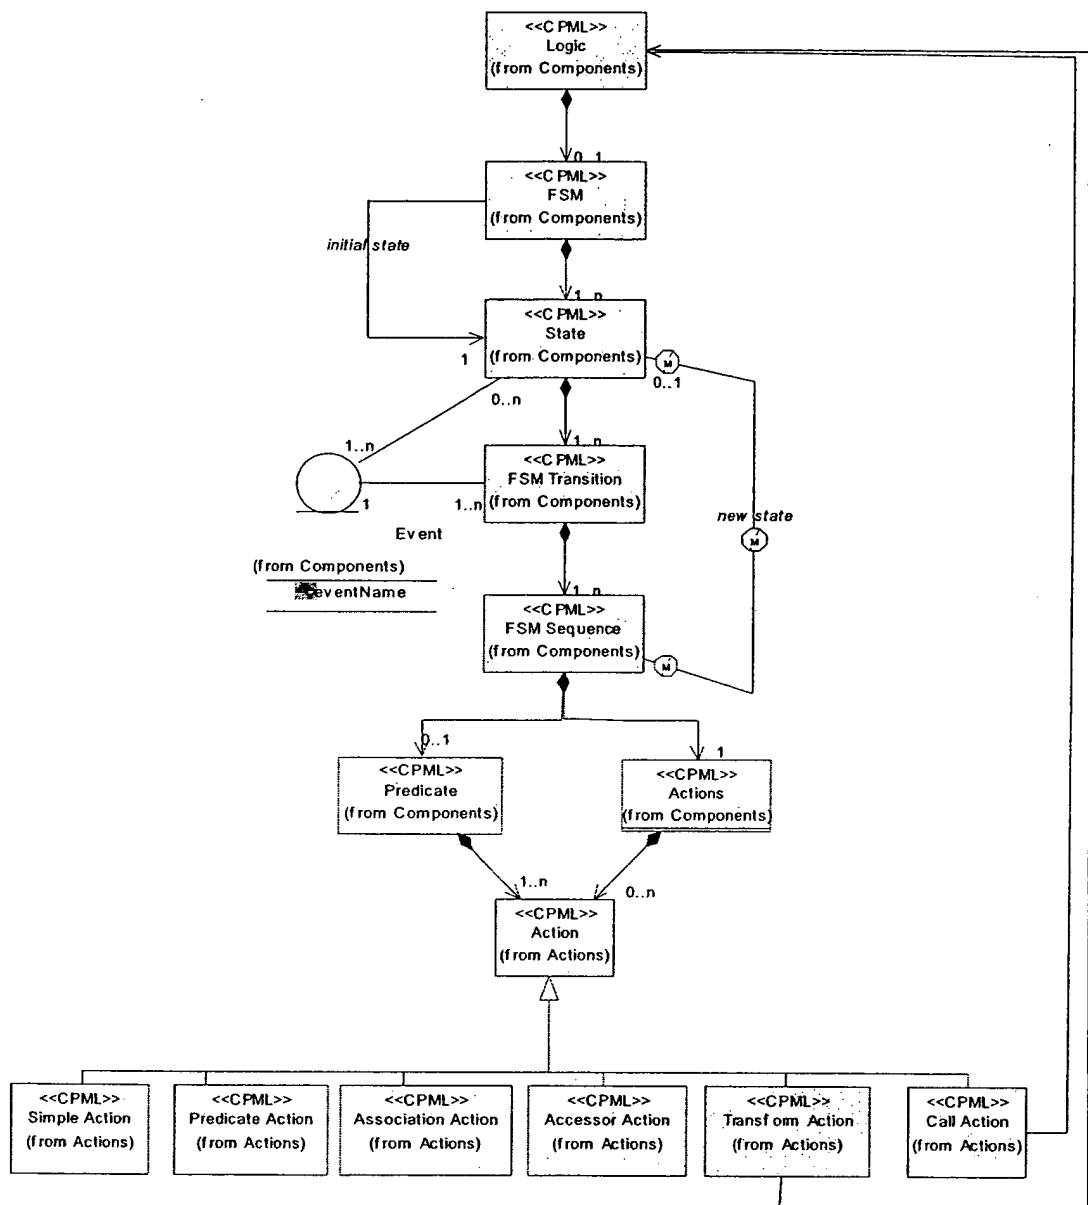 <<CPML>>
Logic
(from Components)
0..1
<<CPML>>
FSM
(from Components)
initial state
1..n
<<CPML>>
State
(from Components)
1
M
0..1
0..n
1..n
1..n
<<CPML>>
FSM Transition
(from Components)
1
1..n
new state
M
Event
(from Components)
eventName
1..n
<<CPML>>
FSM Sequence
(from Components)
M
0..1
1
<<CPML>>
Predicate
(from Components)
<<CPML>>
Actions
(from Components)
1..n
0..n
<<CPML>>
Action
(from Actions)
<<CPML>>
Simple Action
(from Actions)
<<CPML>>
Predicate Action
(from Actions)
<<CPML>>
Association Action
(from Actions)
<<CPML>>
Accessor Action
(from Actions)
<<CPML>>
Transform Action
(from Actions)
<<CPML>>
Call Action
(from Actions)